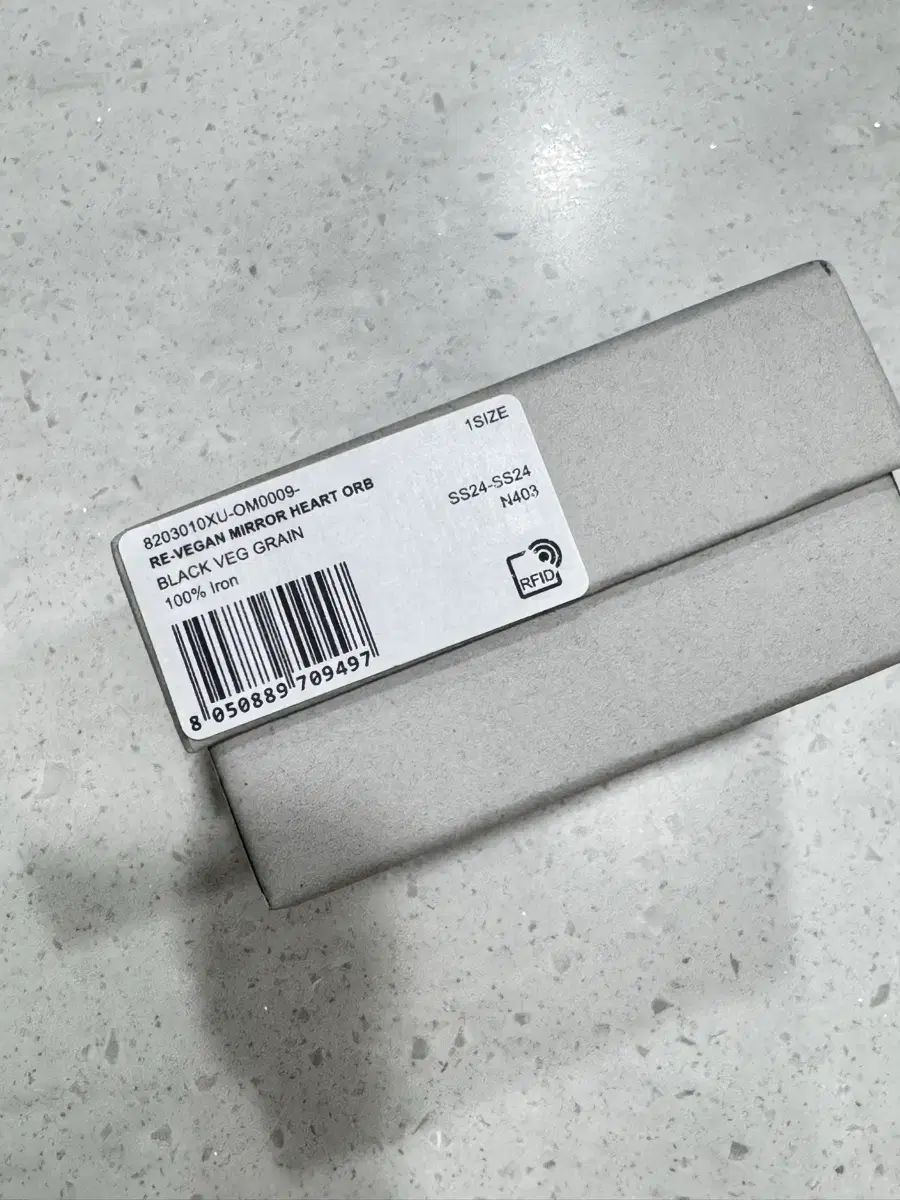 1SIZE
8203010XU-OM0009-
RE-VEGAN MIRROR HEART ORB
BLACK VEG GRAIN
100% Iron
SS24-SS24
N403
RFID
8 050889 709497